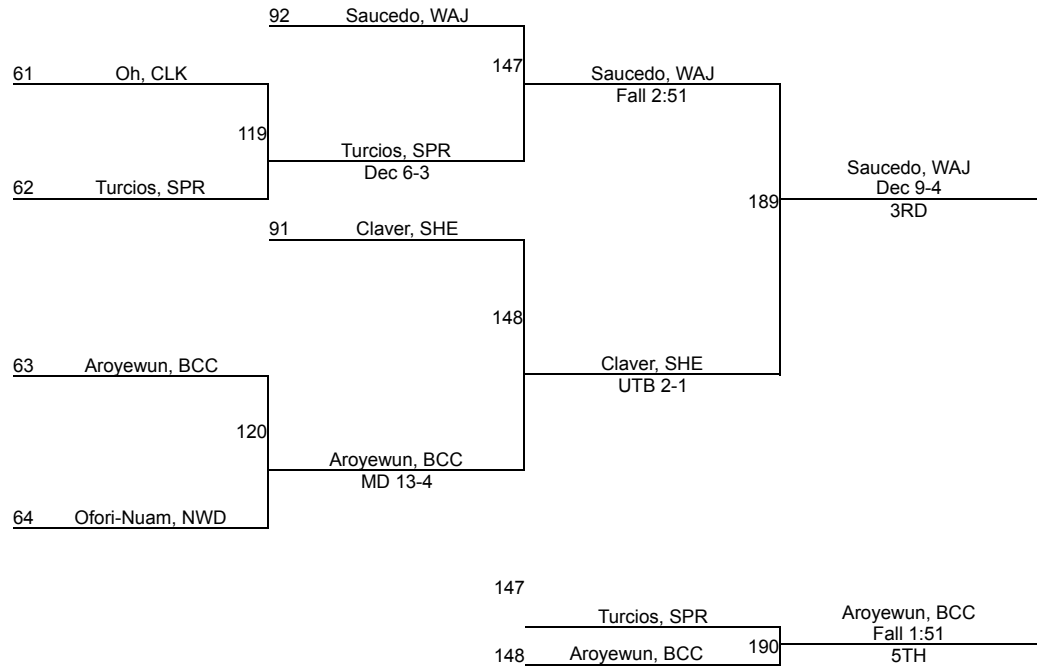 92 Saucedo, WAJ
61 Oh, CLK
147 Saucedo, WAJ
Fall 2:51
119
Turcios, SPR
Dec 6-3
62 Turcios, SPR
Saucedo, WAJ
Dec 9-4
189
3RD
91 Claver, SHE
148
63 Aroyewun, BCC
Claver, SHE
UTB 2-1
120
Aroyewun, BCC
MD 13-4
64 Ofori-Nuam, NWD
147
Turcios, SPR
Aroyewun, BCC
Fall 1:51
190
148 Aroyewun, BCC
5TH